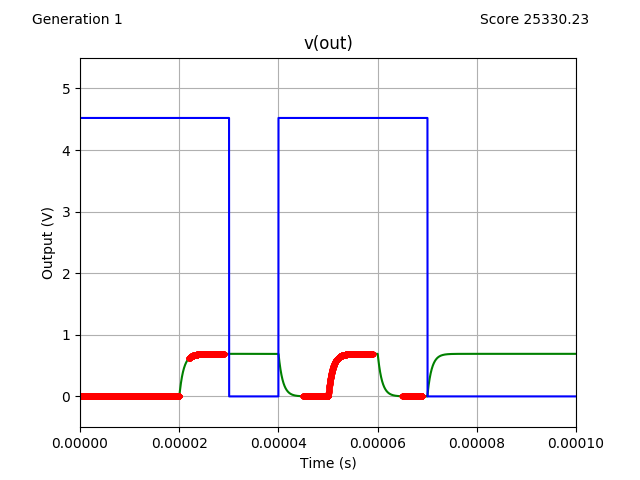 Generation 1
Score 25330.23
v(out)
Output (V)
5
4
3
2
1
0
0.00000
0.00002
0.00004
0.00006
0.00008
0.00010
Time (s)